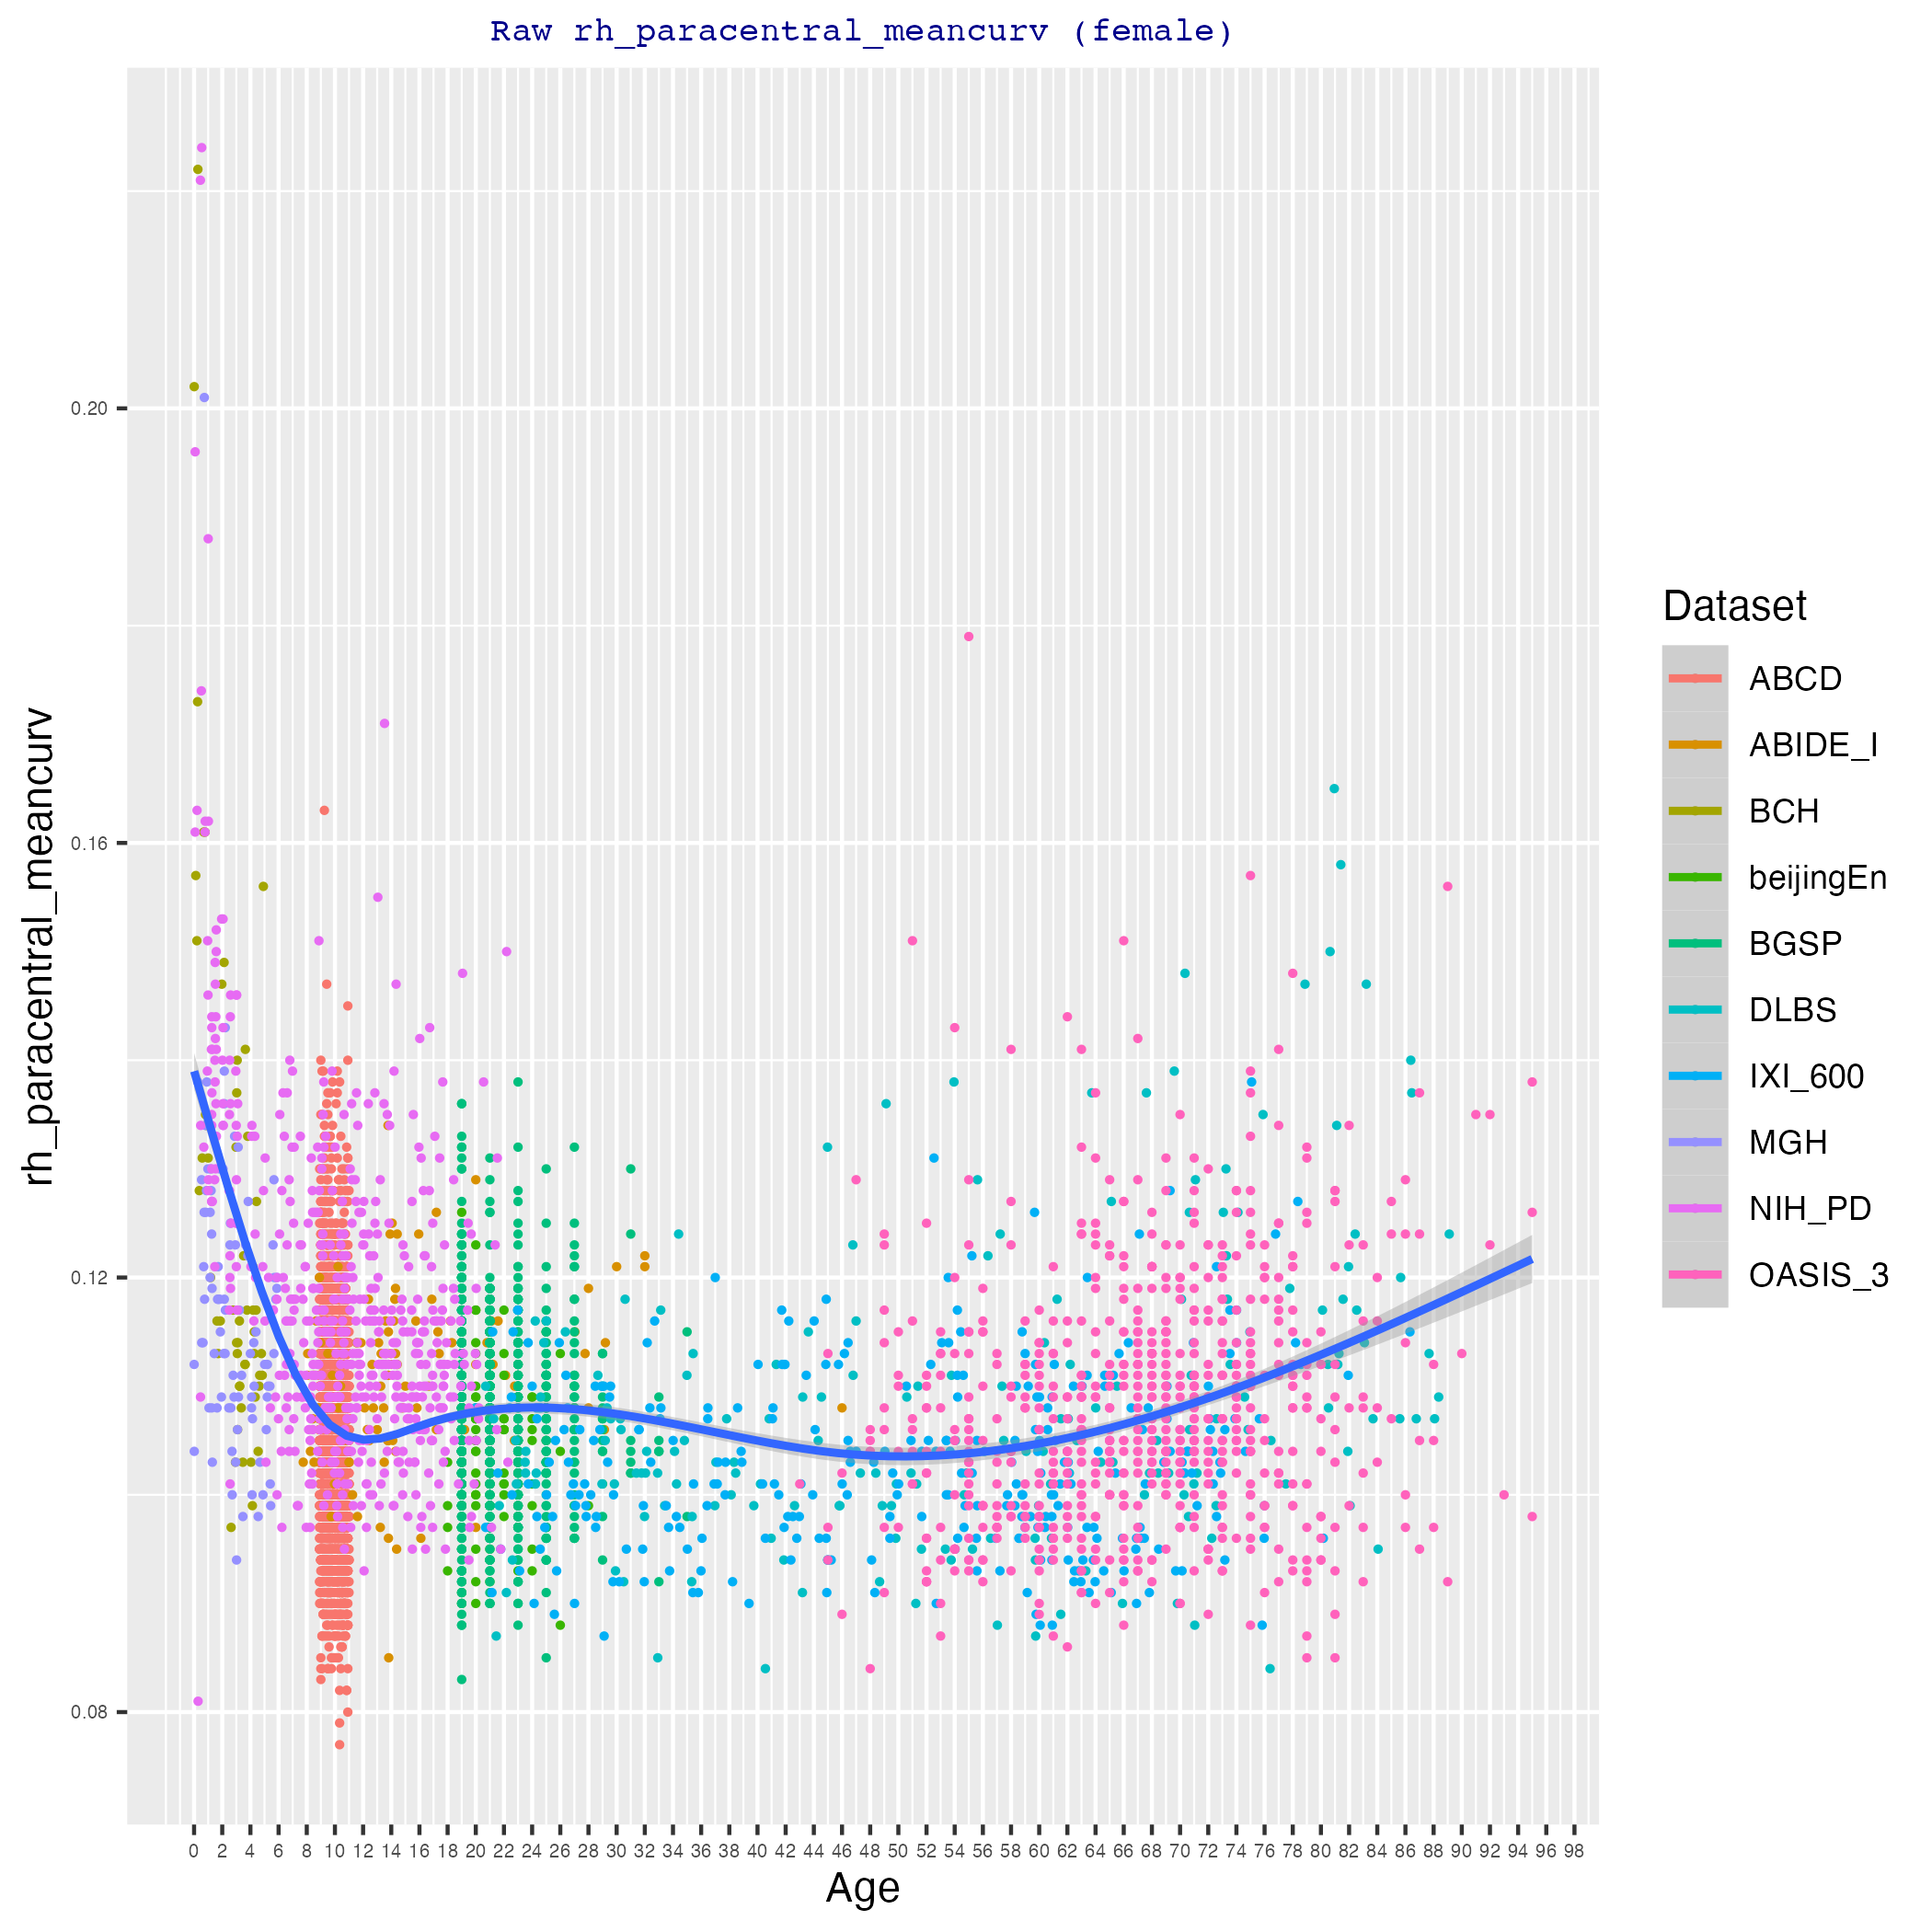 Raw rh_paracentral_meancurv (female)
rh_paracentral_meancurv
0.20
0.16
0.12
0.08
0 2 4 6 8 10 12 14 16 18 20 22 24 26 28 30 32 34 36 38 40 42 44 46 48 50 52 54 56 58 60 62 64 66 68 70 72 74 76 78 80 82 84 86 88 90 92 94 96 98
Age
Dataset
ABCD
ABIDE_I
BCH
beijingEn
BGSP
DLBS
IXI_600
MGH
NIH_PD
OASIS_3